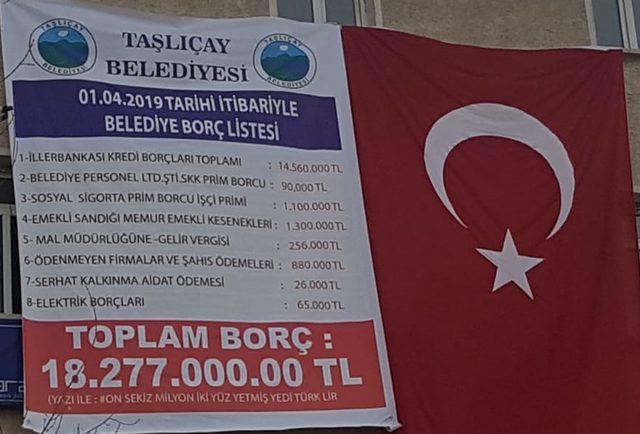 TAŞLIÇAY
BELEDİYESİ
01.04.2019 TARİHİ İTİBARİYLE
BELEDİYE BORÇ LİSTESİ
1-İLLERBANKASI KREDİ BORÇLARI TOPLAMI : 14.560.000 TL
2-BELEDİYE PERSONEL LTD.ŞTİ.SKK PRİM BORCU : 90,000 TL
3-SOSYAL SİGORTA PRİM BORCU İŞÇİ PRİMİ : 1.100.000 TL
4-EMEKLİ SANDIĞI MEMUR EMEKLİ KESENEKLERİ : 1,300.000 TL
5- MAL MÜDÜRLÜĞÜNE -GELİR VERGİSİ : 256.000 TL
6-ÖDENMEYEN FİRMALAR VE ŞAHIS ÖDEMELERİ : 880.000 TL
7-SERHAT KALKINMA AİDAT ÖDEMESİ : 26.000 TL
8-ELEKTRİK BORÇLARI : 65.000 TL
TOPLAM BORÇ :
18.277.000.00 TL
(YAZI İLE : #ON SEKİZ MİLYON İKİ YÜZ YETMİŞ YEDİ TÜRK LİR